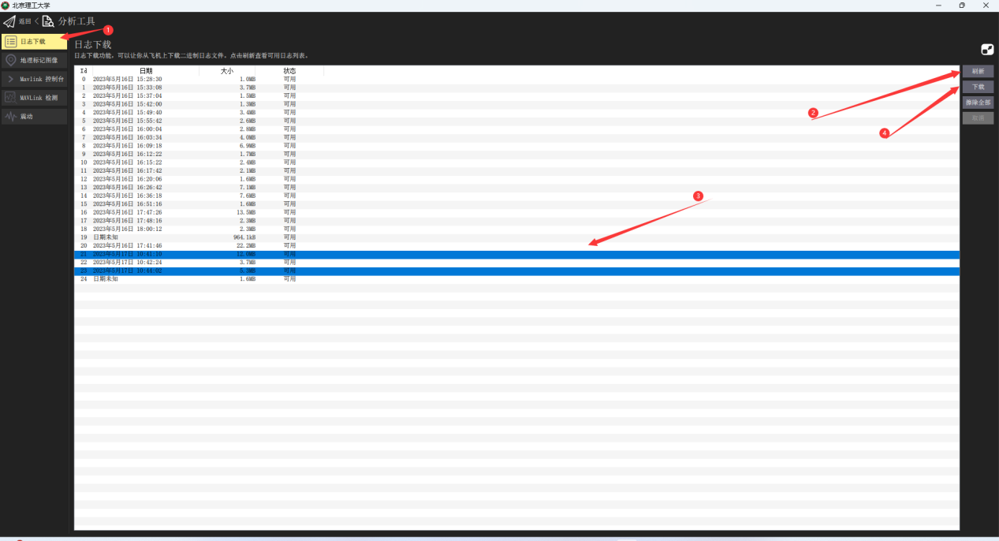 北京理工大学
返回 < 分析工具
1
日志下载
地理标记图像
Mavlink 控制台
MAVLink 检测
震动
日志下载
日志下载功能，可以让你从飞机上下载二进制日志文件。点击刷新查看可用日志列表。
Id 日期 大小 状态
0 2023年5月16日 15:28:30 1.0MB 可用
1 2023年5月16日 15:33:08 3.7MB 可用
2 2023年5月16日 15:37:04 1.5MB 可用
3 2023年5月16日 15:42:00 1.3MB 可用
4 2023年5月16日 15:49:40 3.4MB 可用
5 2023年5月16日 15:55:42 2.6MB 可用
6 2023年5月16日 16:00:04 2.8MB 可用
7 2023年5月16日 16:03:34 4.0MB 可用
8 2023年5月16日 16:09:18 6.9MB 可用
9 2023年5月16日 16:12:22 1.7MB 可用
10 2023年5月16日 16:15:22 2.4MB 可用
11 2023年5月16日 16:17:42 2.1MB 可用
12 2023年5月16日 16:20:06 1.6MB 可用
13 2023年5月16日 16:26:42 7.1MB 可用
14 2023年5月16日 16:36:18 7.6MB 可用
15 2023年5月16日 16:51:16 1.6MB 可用
16 2023年5月16日 17:47:26 13.5MB 可用
17 2023年5月16日 17:48:16 2.3MB 可用
18 2023年5月16日 18:00:12 2.3MB 可用
19 日期未知 964.1kB 可用
20 2023年5月16日 17:41:46 22.2MB 可用
21 2023年5月17日 10:41:19 12.0MB 可用
22 2023年5月17日 10:42:24 3.7MB 可用
23 2023年5月17日 10:44:02 5.3MB 可用
24 日期未知 1.6MB 可用
刷新
下载
擦除全部
取消
2
4
3